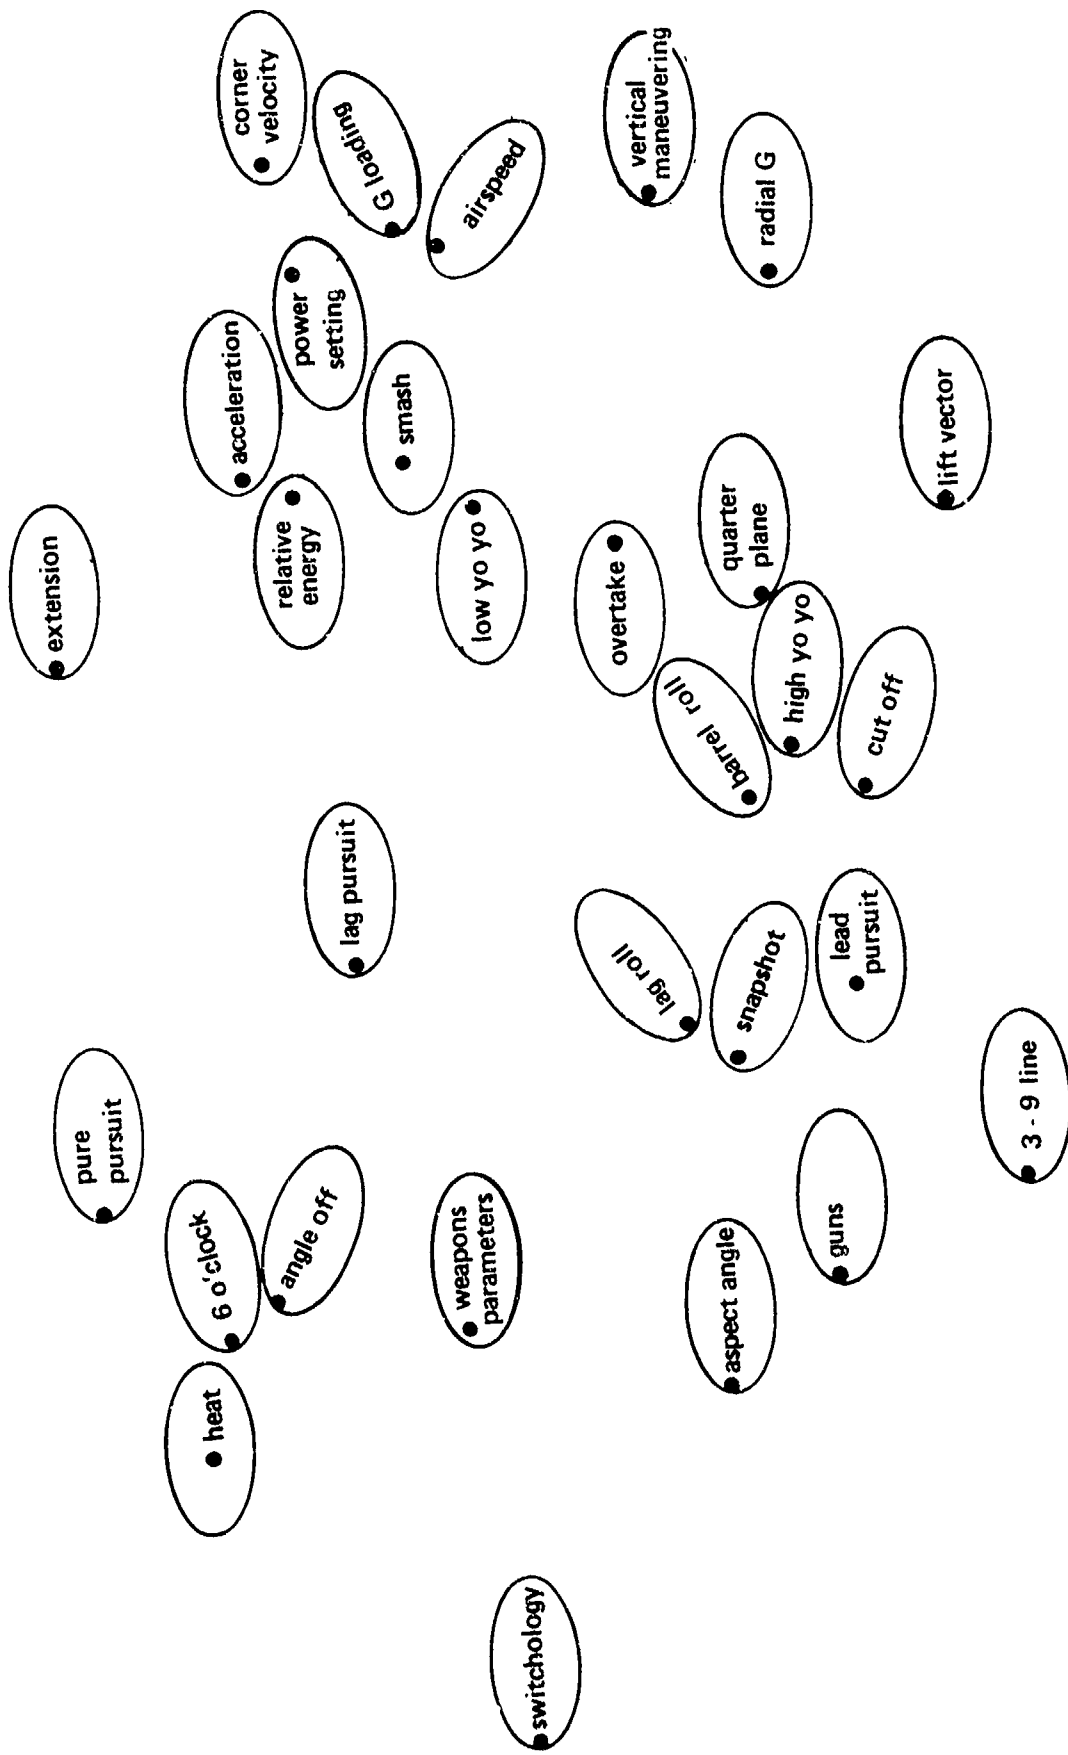 extension
pure
pursuit
acceleration
corner
velocity
relative
energy
power
setting
G loading
6 o'clock
heat
angle off
lag pursuit
smash
airspeed
low yo yo
weapons
parameters
switchology
overtake
vertical
maneuvering
lag roll
barrel roll
quarter
plane
radial G
snapshot
high yo yo
aspect angle
lead
pursuit
cut off
guns
lift vector
3 - 9 line